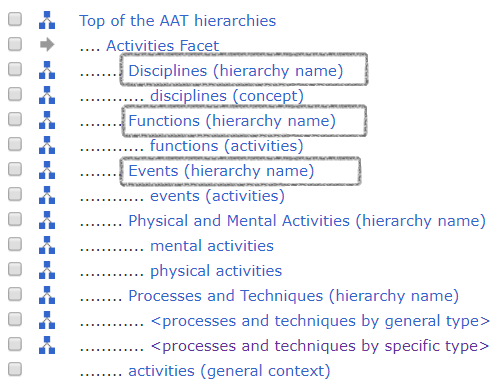 Top of the AAT hierarchies
.... Activities Facet
........ Disciplines (hierarchy name)
............ disciplines (concept)
........ Functions (hierarchy name)
............ functions (activities)
........ Events (hierarchy name)
............ events (activities)
........ Physical and Mental Activities (hierarchy name)
............ mental activities
............ physical activities
........ Processes and Techniques (hierarchy name)
............ <processes and techniques by general type>
............ <processes and techniques by specific type>
........ activities (general context)